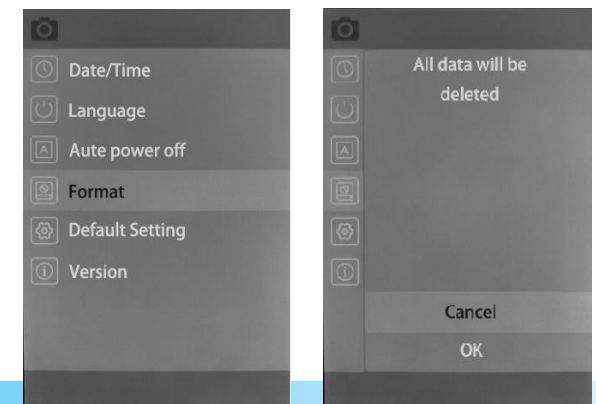 Date/Time
Language
Aute power off
Format
Default Setting
Version
All data will be
deleted
Cancel
OK